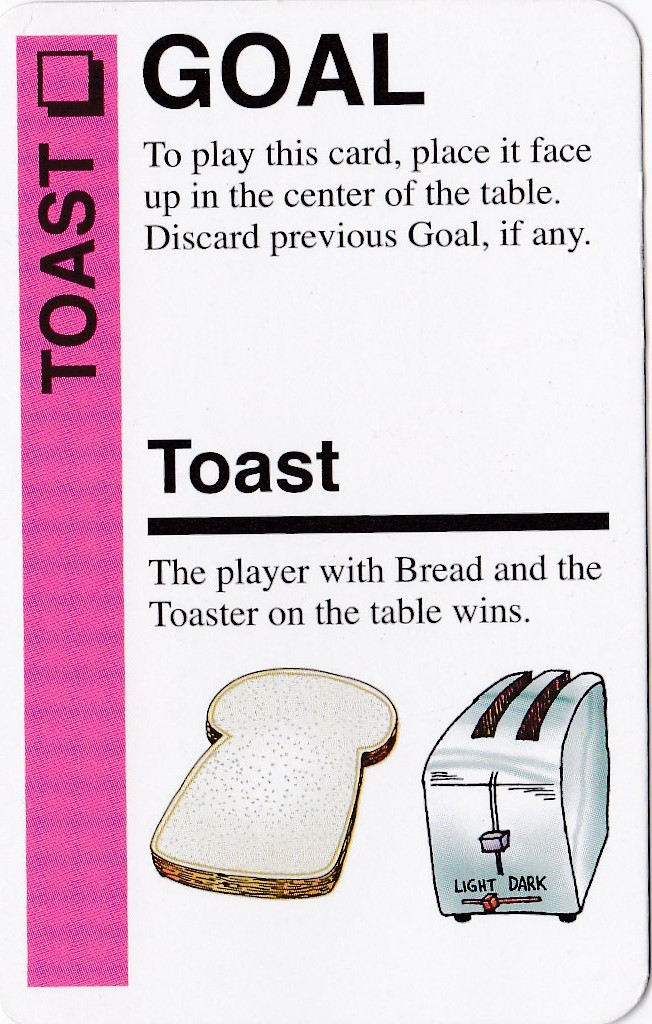 TOAST
GOAL
To play this card, place it face
up in the center of the table.
Discard previous Goal, if any.
Toast
The player with Bread and the
Toaster on the table wins.
LIGHT DARK